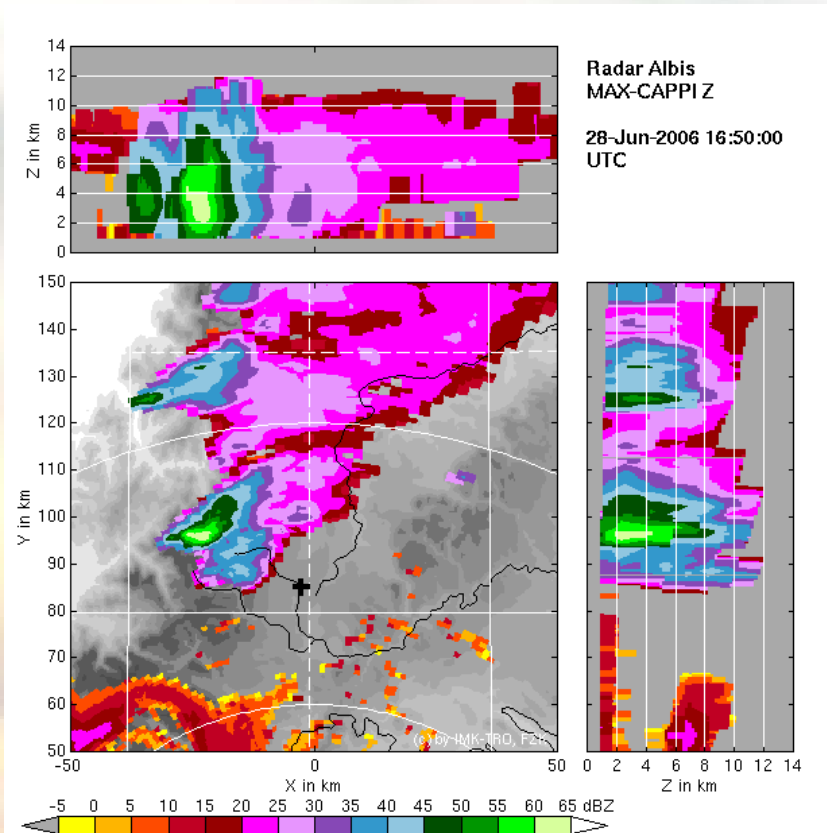 Radar Albis
MAX-CAPPI Z
28-Jun-2006 16:50:00
UTC
14
12
10
8
6
4
2
0
Z in km
150
140
130
120
110
100
90
80
70
60
50
Y in km
(c) by IMK-TRO, FZK
-50 0 50
X in km
0 2 4 6 8 10 12 14
Z in km
-5 0 5 10 15 20 25 30 35 40 45 50 55 60 65 dBZ